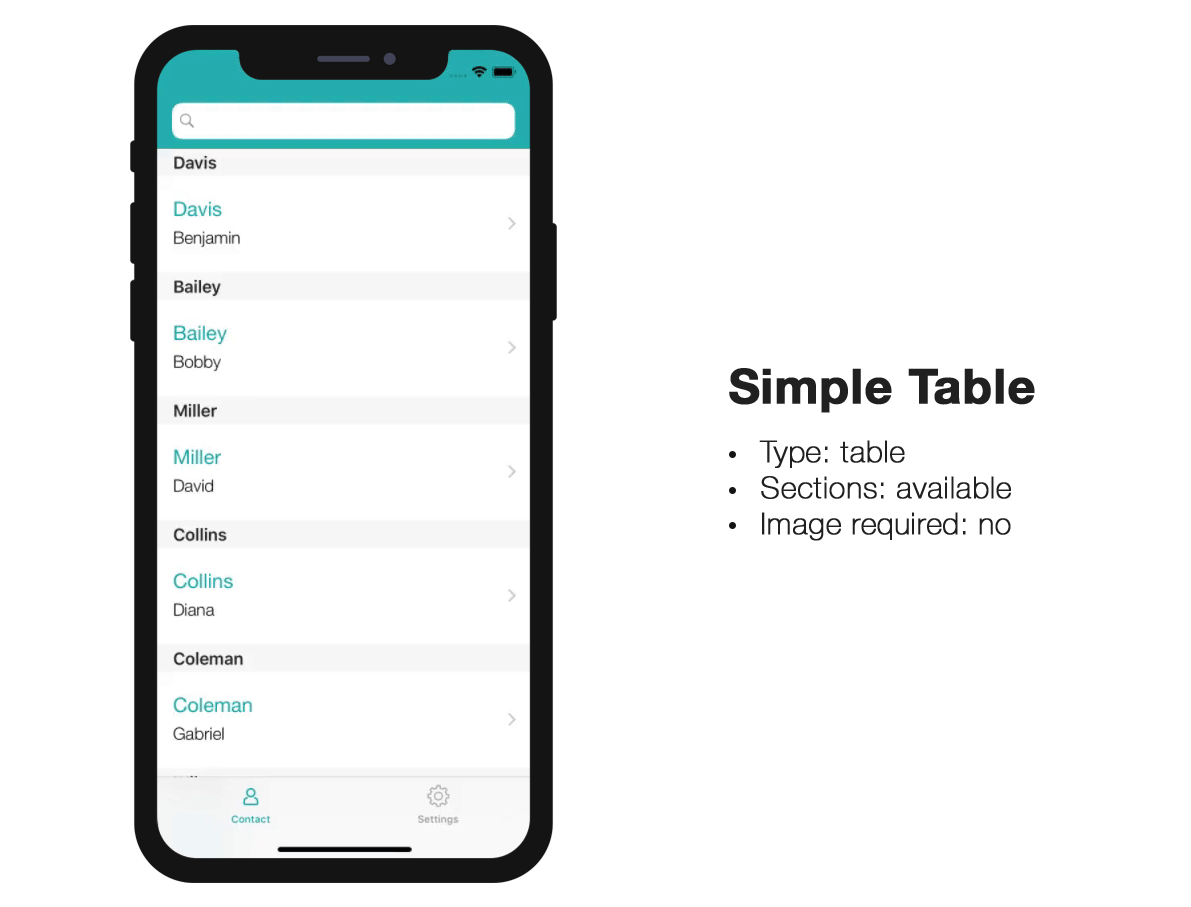 Davis
Davis
Benjamin
Bailey
Bailey
Bobby
Miller
Miller
David
Collins
Collins
Diana
Coleman
Coleman
Gabriel
Contact Settings
Simple Table
• Type: table
• Sections: available
• Image required: no